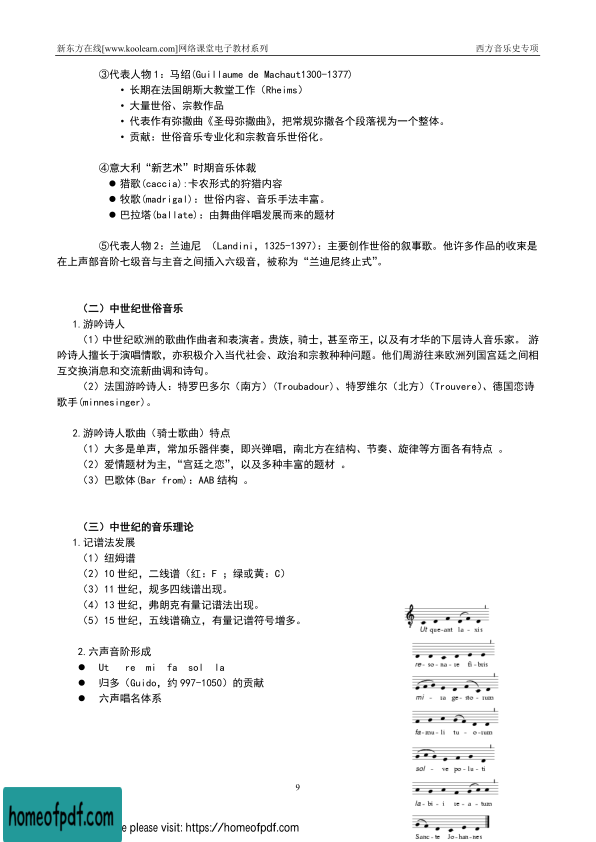 新东方在线[www.koolearn.com]网络课堂电子教材系列 西方音乐史专项
③代表人物1：马绍(Guillaume de Machaut1300-1377)
·长期在法国朗斯大教堂工作（Rheims）
·大量世俗、宗教作品
·代表作有弥撒曲《圣母弥撒曲》，把常规弥撒各个段落视为一个整体。
·贡献：世俗音乐专业化和宗教音乐世俗化。
④意大利“新艺术”时期音乐体裁
●猎歌(caccia)：卡农形式的狩猎内容
●牧歌(madrigal)：世俗内容、音乐手法丰富。
●巴拉塔(ballate)：由舞曲伴唱发展而来的题材
⑤代表人物2：兰迪尼 （Landini, 1325-1397）：主要创作世俗的叙事歌。他许多作品的收束是
在上声部音阶七级音与主音之间插入六级音，被称为“兰迪尼终止式”。
（二）中世纪世俗音乐
1.游吟诗人
（1）中世纪欧洲的歌曲作曲者和表演者。贵族，骑士，甚至帝王，以及有才华的下层诗人音乐家。 游
吟诗人擅长于演唱情歌，亦积极介入当代社会、政治和宗教种种问题。他们周游往来欧洲列国宫廷之间相
互交换消息和交流新曲调和诗句。
（2）法国游吟诗人：特罗巴多尔（南方）(Troubadour)、特罗维尔（北方）(Trouvere)、德国恋诗
歌手(minnesinger)。
2.游吟诗人歌曲（骑士歌曲）特点
（1）大多是单声，常加乐器伴奏，即兴弹唱，南北方在结构、节奏、旋律等方面各有特点 。
（2）爱情题材为主，“宫廷之恋”，以及多种丰富的题材 。
（3）巴歌体(Bar from)：AAB结构 。
（三）中世纪的音乐理论
1.记谱法发展
（1）纽姆谱
（2）10世纪，二线谱（红：F ；绿或黄：C）
（3）11世纪，规多四线谱出现。
（4）13世纪，弗朗克有量记谱法出现。
（5）15世纪，五线谱确立，有量记谱符号增多。
2.六声音阶形成
● Ut re mi fa sol la
● 归多（Guido，约997-1050）的贡献
● 六声唱名体系
Ut que-ant la-xis
re-so-na-re fi-bris
mi-ra ge-sto-rum
fa-mu-li tu-o-rum
sol-ve po-lu-ti
la-bi-i re-a-tum
Sanc-te Jo-han-nes
9
homeofpdf.com
e please visit: https://homeofpdf.com